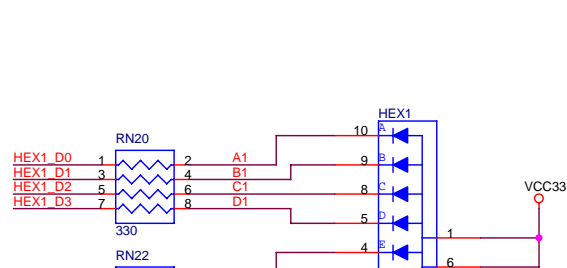 HEX1
RN20
10 A
HEX1_D0 1 2 A1
9 B
HEX1_D1 3 4 B1
HEX1_D2 5 6 C1
8 C
VCC33
HEX1_D3 7 8 D1
5 D
330
1
4 E
RN22
6